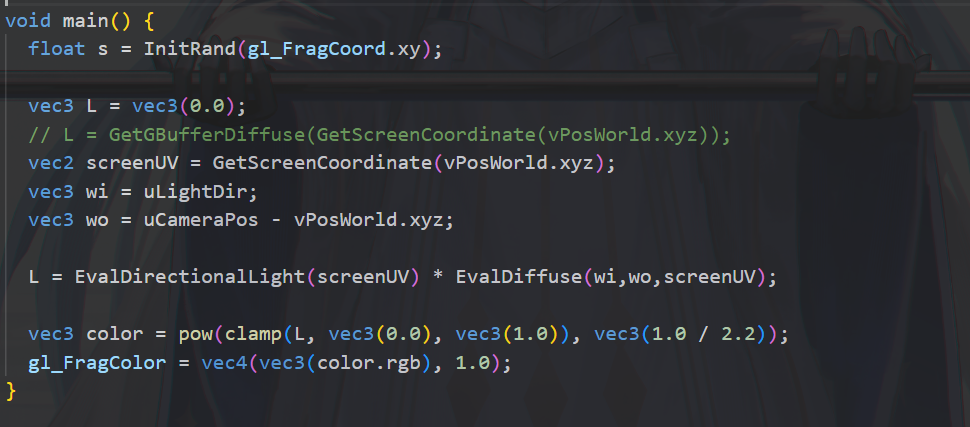 void main() {
  float s = InitRand(gl_FragCoord.xy);
  vec3 L = vec3(0.0);
  // L = GetGBufferDiffuse(GetScreenCoordinate(vPosWorld.xyz));
  vec2 screenUV = GetScreenCoordinate(vPosWorld.xyz);
  vec3 wi = uLightDir;
  vec3 wo = uCameraPos - vPosWorld.xyz;
  L = EvalDirectionalLight(screenUV) * EvalDiffuse(wi,wo,screenUV);
  vec3 color = pow(clamp(L, vec3(0.0), vec3(1.0)), vec3(1.0 / 2.2));
  gl_FragColor = vec4(vec3(color.rgb), 1.0);
}